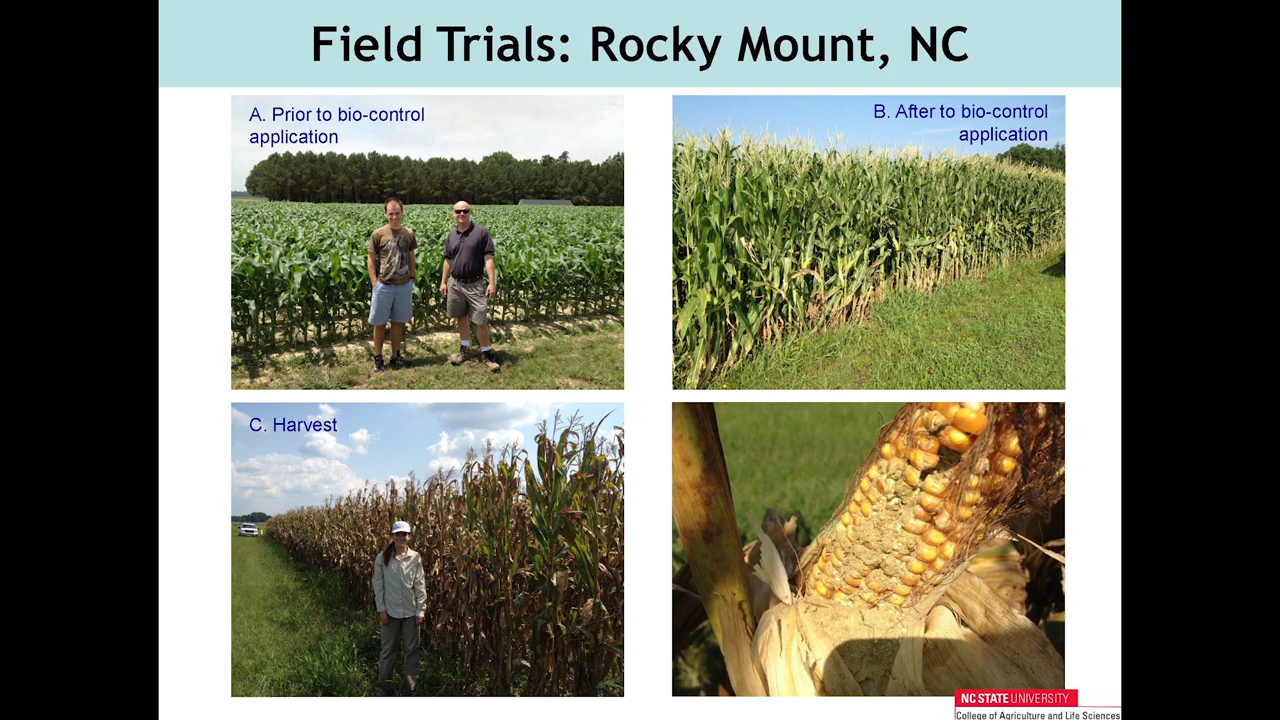 Field Trials: Rocky Mount, NC
A. Prior to bio-control
application
B. After to bio-control
application
C. Harvest
NC STATE UNIVERSITY
College of Agriculture and Life Sciences